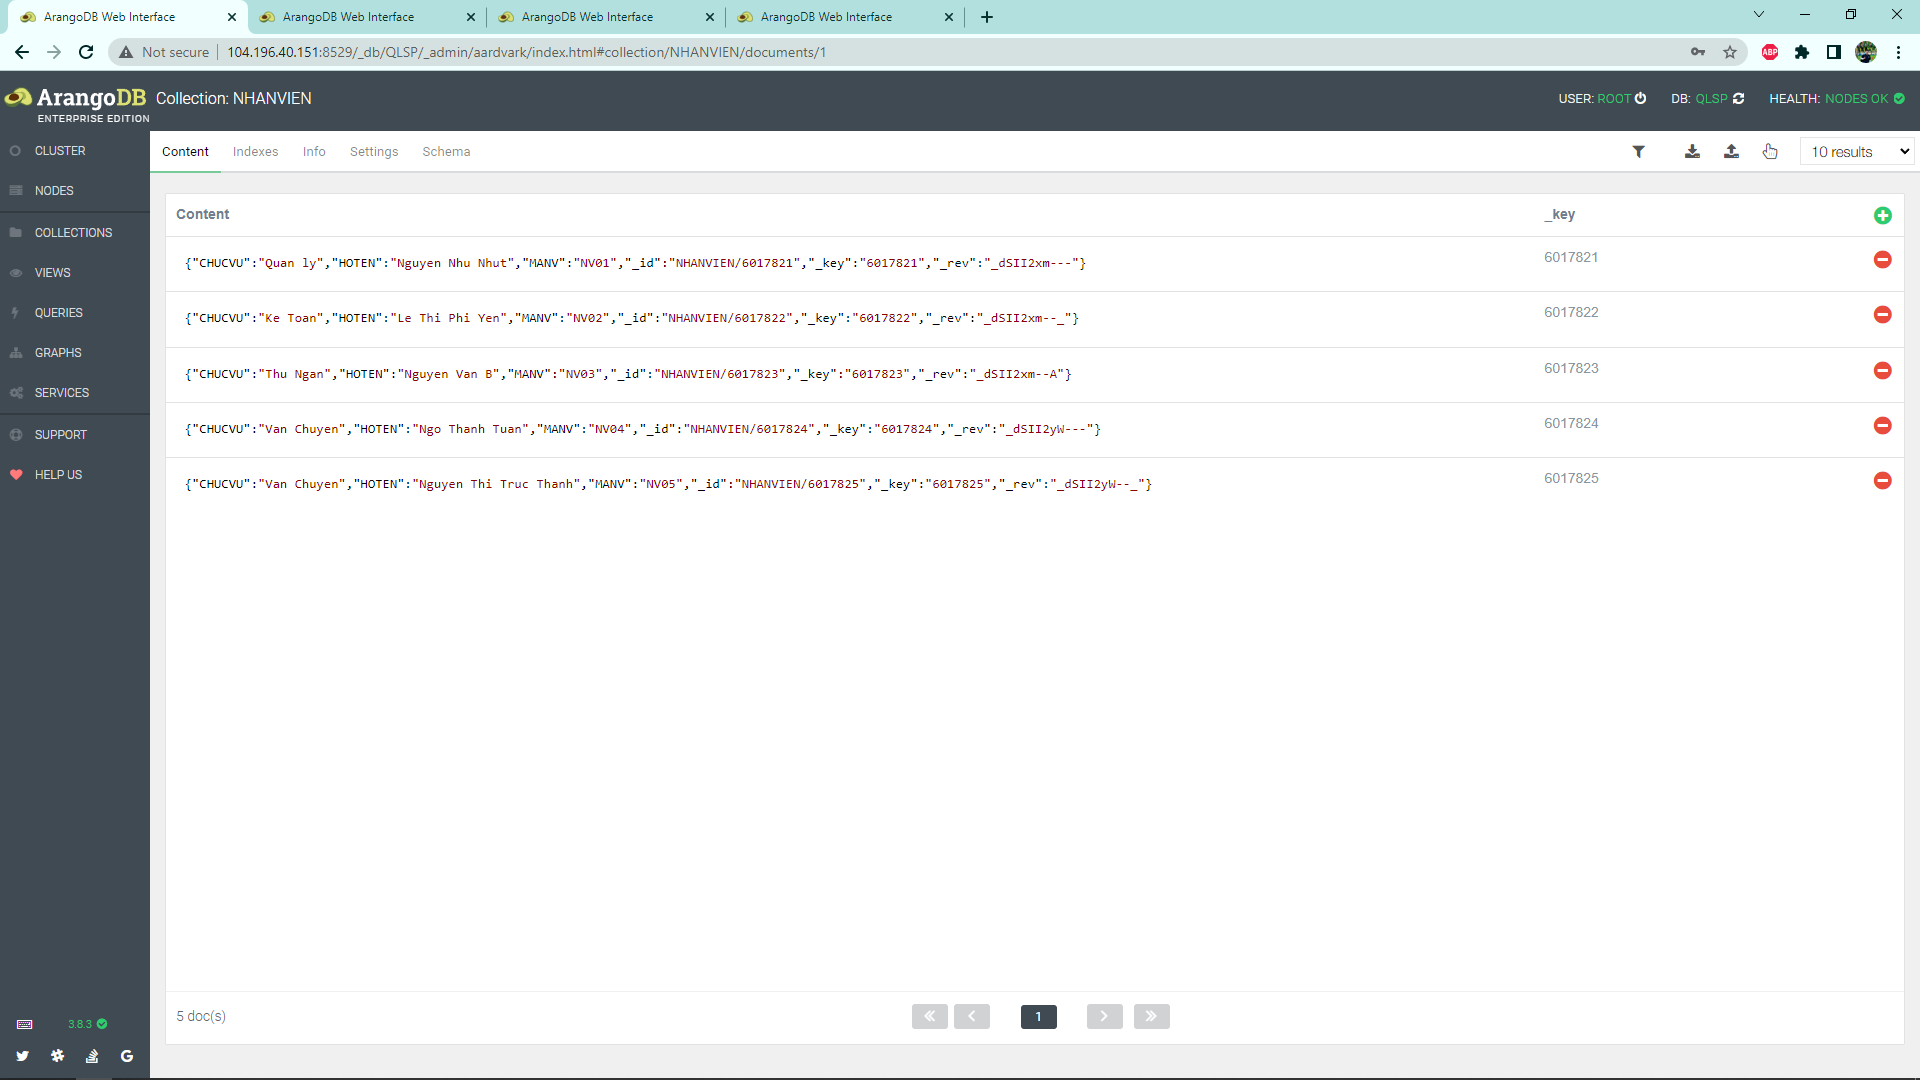 ArangoDB Web Interface
ArangoDB Web Interface
ArangoDB Web Interface
ArangoDB Web Interface
Not secure 104.196.40.151:8529/_db/QLSP/_admin/aardvark/index.html#collection/NHANVIEN/documents/1
ABP
ArangoDB
ENTERPRISE EDITION
Collection: NHANVIEN
USER: ROOT
DB: QLSP
HEALTH: NODES OK
CLUSTER
NODES
COLLECTIONS
VIEWS
QUERIES
GRAPHS
SERVICES
SUPPORT
HELP US
3.8.3
Content Indexes Info Settings Schema
10 results
Content _key
{"CHUCVU":"Quan ly","HOTEN":"Nguyen Nhu Nhut","MANV":"NV01","_id":"NHANVIEN/6017821","_key":"6017821","_rev":"_dSII2xm---"} 6017821
{"CHUCVU":"Ke Toan","HOTEN":"Le Thi Phi Yen","MANV":"NV02","_id":"NHANVIEN/6017822","_key":"6017822","_rev":"_dSII2xm--_"} 6017822
{"CHUCVU":"Thu Ngan","HOTEN":"Nguyen Van B","MANV":"NV03","_id":"NHANVIEN/6017823","_key":"6017823","_rev":"_dSII2xm--A"} 6017823
{"CHUCVU":"Van Chuyen","HOTEN":"Ngo Thanh Tuan","MANV":"NV04","_id":"NHANVIEN/6017824","_key":"6017824","_rev":"_dSII2yW---"} 6017824
{"CHUCVU":"Van Chuyen","HOTEN":"Nguyen Thi Truc Thanh","MANV":"NV05","_id":"NHANVIEN/6017825","_key":"6017825","_rev":"_dSII2yW--_"} 6017825
5 doc(s)
1